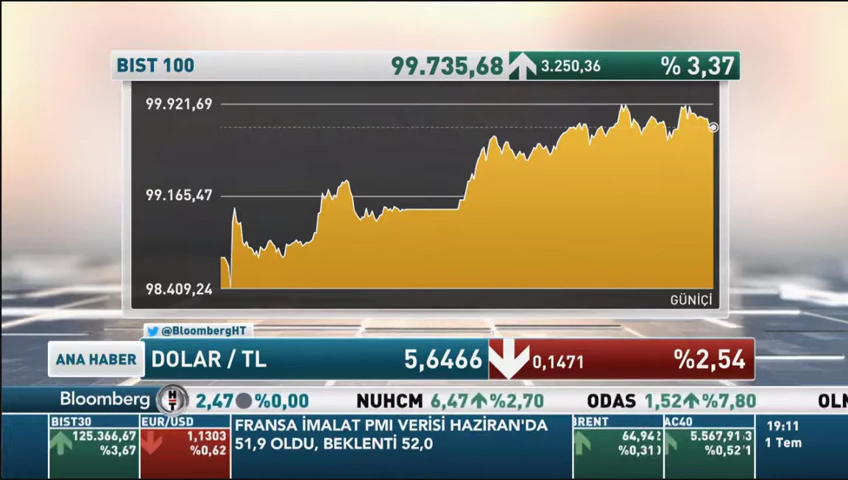 BIST 100 99.735,68 3.250,36 % 3,37
99.921,69
99.165,47
98.409,24
GÜNİÇİ
@BloombergHT
ANA HABER DOLAR / TL 5,6466 0,1471 %2,54
Bloomberg HT 2,47 %0,00 NUHCM 6,47 %2,70 ODAS 1,52 %7,80 OLM
BIST30 EUR/USD FRANSA İMALAT PMI VERİSİ HAZİRAN'DA BRENT AC40 19:11
125.366,67 1,1303 51,9 OLDU, BEKLENTİ 52,0 64,94 5.567,91 1 Tem
%3,67 %0,62 %0,31 %0,52